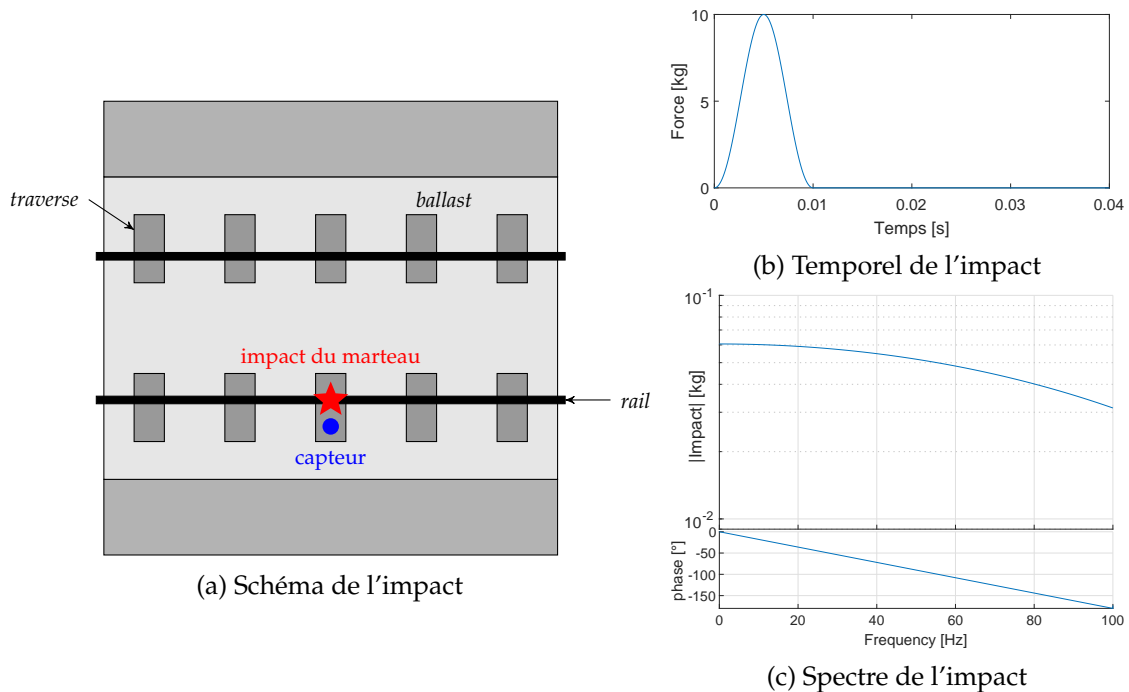 traverse
ballast
impact du marteau
rail
capteur
(a) Schéma de l'impact
Force [kg]
10
5
0
0 0.01 0.02 0.03 0.04
Temps [s]
(b) Temporel de l'impact
|Impact| [kg]
10-1
10-2
phase [°]
0
-50
-100
-150
0 20 40 60 80 100
Frequency [Hz]
(c) Spectre de l'impact